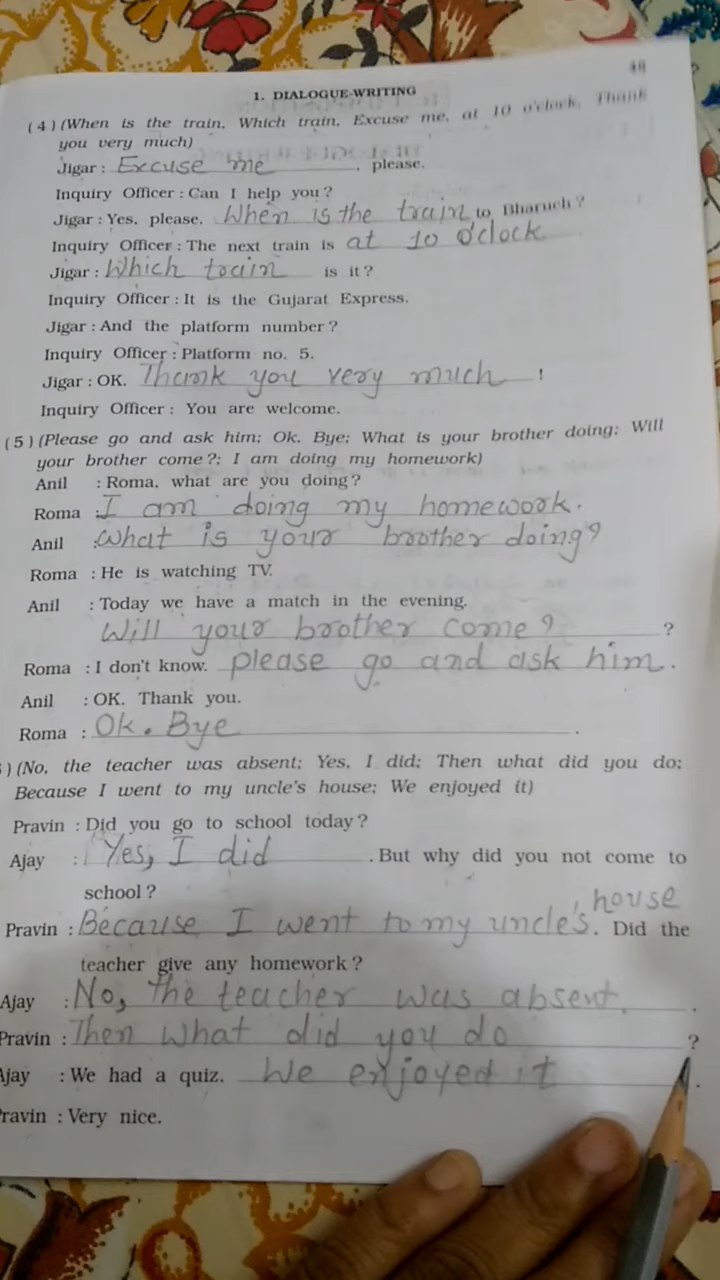 48
1. DIALOGUE-WRITING
(4) (When is the train, Which train, Excuse me, at 10 o'clock, Thank
you very much)
Jigar : Excuse me . please.
Inquiry Officer : Can I help you?
Jigar : Yes, please. When is the train to Bharuch?
Inquiry Officer : The next train is at 10 o'clock
Jigar : Which train is it?
Inquiry Officer : It is the Gujarat Express.
Jigar : And the platform number?
Inquiry Officer : Platform no. 5.
Jigar : OK. Thank you very much !
Inquiry Officer : You are welcome.
(5) (Please go and ask him; Ok. Bye; What is your brother doing; Will
your brother come?; I am doing my homework)
Anil : Roma, what are you doing?
Roma : I am doing my homework.
Anil : What is your brother doing?
Roma : He is watching TV.
Anil : Today we have a match in the evening.
Will your brother come? ?
Roma : I don't know. please go and ask him.
Anil : OK. Thank you.
Roma : Ok. Bye .
) (No, the teacher was absent; Yes, I did; Then what did you do;
Because I went to my uncle's house; We enjoyed it)
Pravin : Did you go to school today?
Ajay : Yes, I did . But why did you not come to
school?
Pravin : Because I went to my uncle's house. Did the
teacher give any homework?
Ajay : No, the teacher was absent. .
Pravin : Then what did you do ?
Ajay : We had a quiz. We enjoyed it .
Pravin : Very nice.